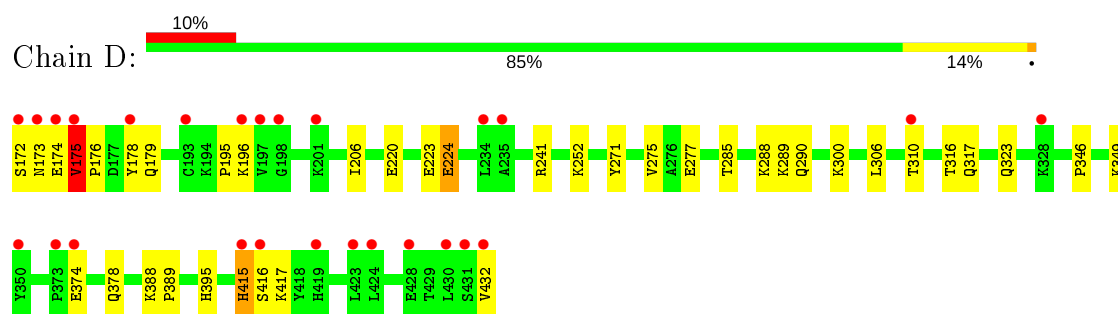 10%
Chain D:
85% 14% •
S172 N173 E174 V175 P176 D177 Y178 Q179 C193 K194 P195 K196 V197 G198 K201 I206 E220 E223 E224 L234 A235 R241 K252 Y271 V275 A276 E277 T285 K288 K289 Q290 K300 L306 T310 T316 Q317 Q323 K328 P346 K349
Y350 P373 E374 Q378 K388 P389 H395 H415 S416 K417 Y418 H419 L423 L424 E428 T429 L430 S431 V432